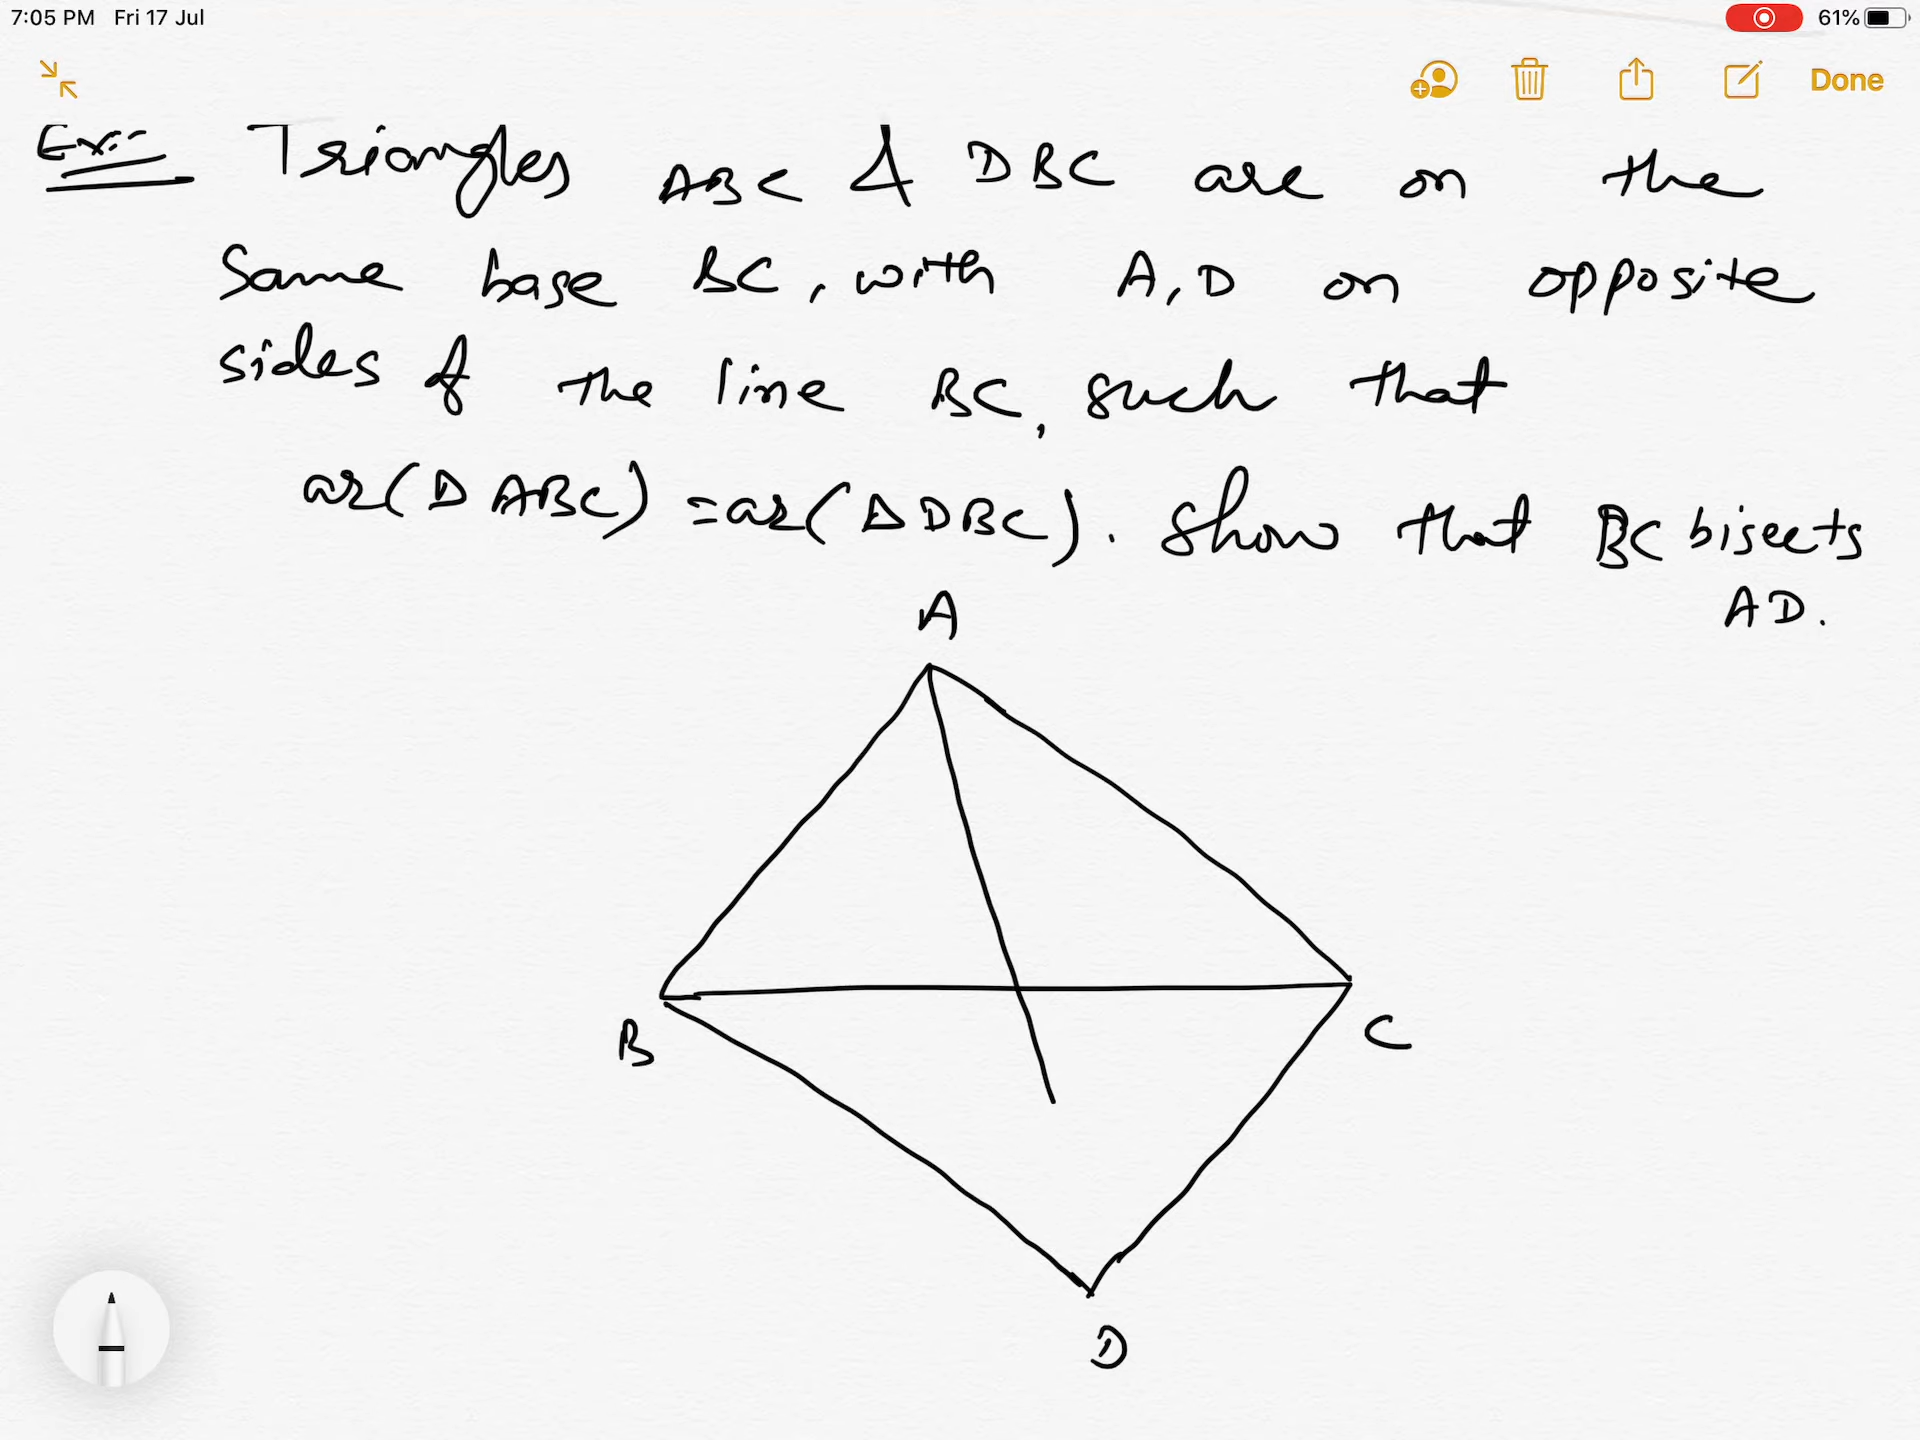 7:05 PM Fri 17 Jul 61%
Done
Ex:- Triangles ABC & DBC are on the
Same base BC, with A,D on opposite
sides of the line BC, such that
ar(Δ ABC) = ar(Δ DBC). Show that BC bisects
AD.
A
B
C
D